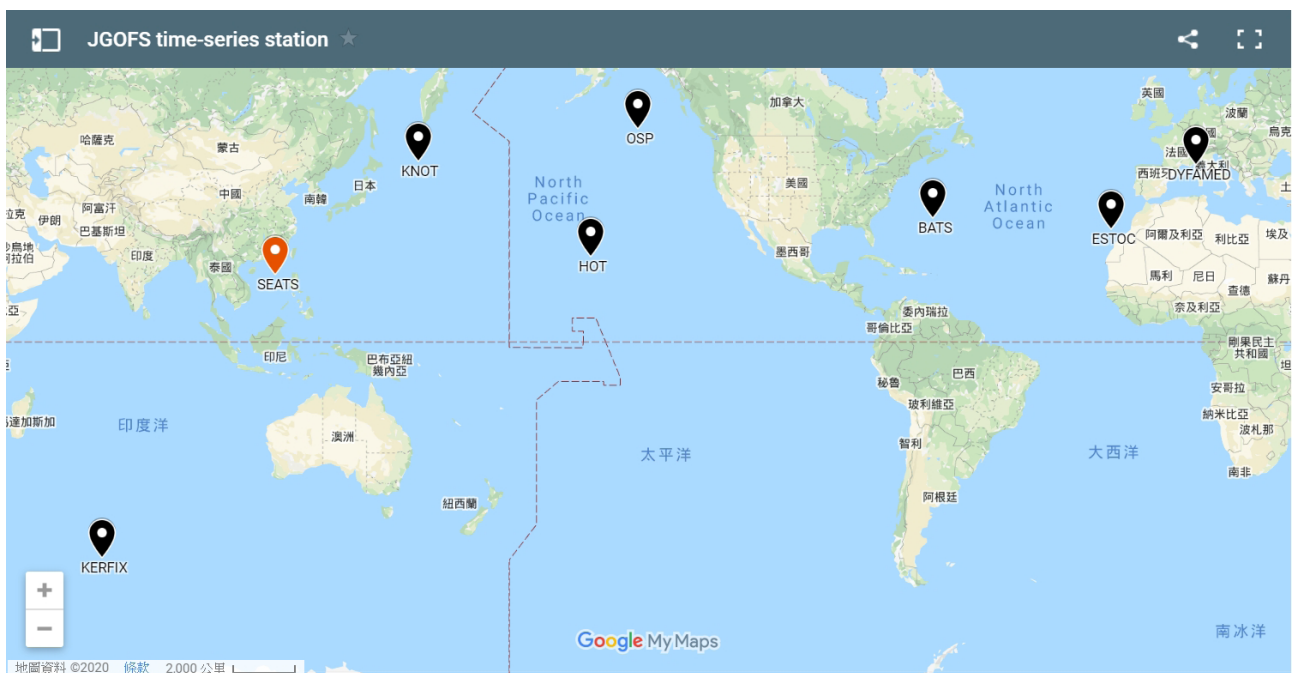 JGOFS time-series station
英國
加拿大
波蘭
OSP
哈薩克
蒙古
KNOT
法國
義大利
西班牙
DYFAMED
日本
North
Pacific
Ocean
美國
North
Atlantic
Ocean
中國
南韓
阿富汗
伊朗
巴基斯坦
BATS
ESTOC
阿爾及利亞
利比亞
埃及
印度
泰國
SEATS
HOT
墨西哥
馬利
尼日
查德
蘇丹
奈及利亞
委內瑞拉
哥倫比亞
印尼
巴布亞紐
幾內亞
剛果民主
共和國
秘魯
巴西
玻利維亞
安哥拉
納米比亞
波札那
印度洋
澳洲
太平洋
智利
大西洋
南非
紐西蘭
阿根廷
KERFIX
+
−
Google My Maps
南冰洋
地圖資料 ©2020 條款 2,000 公里